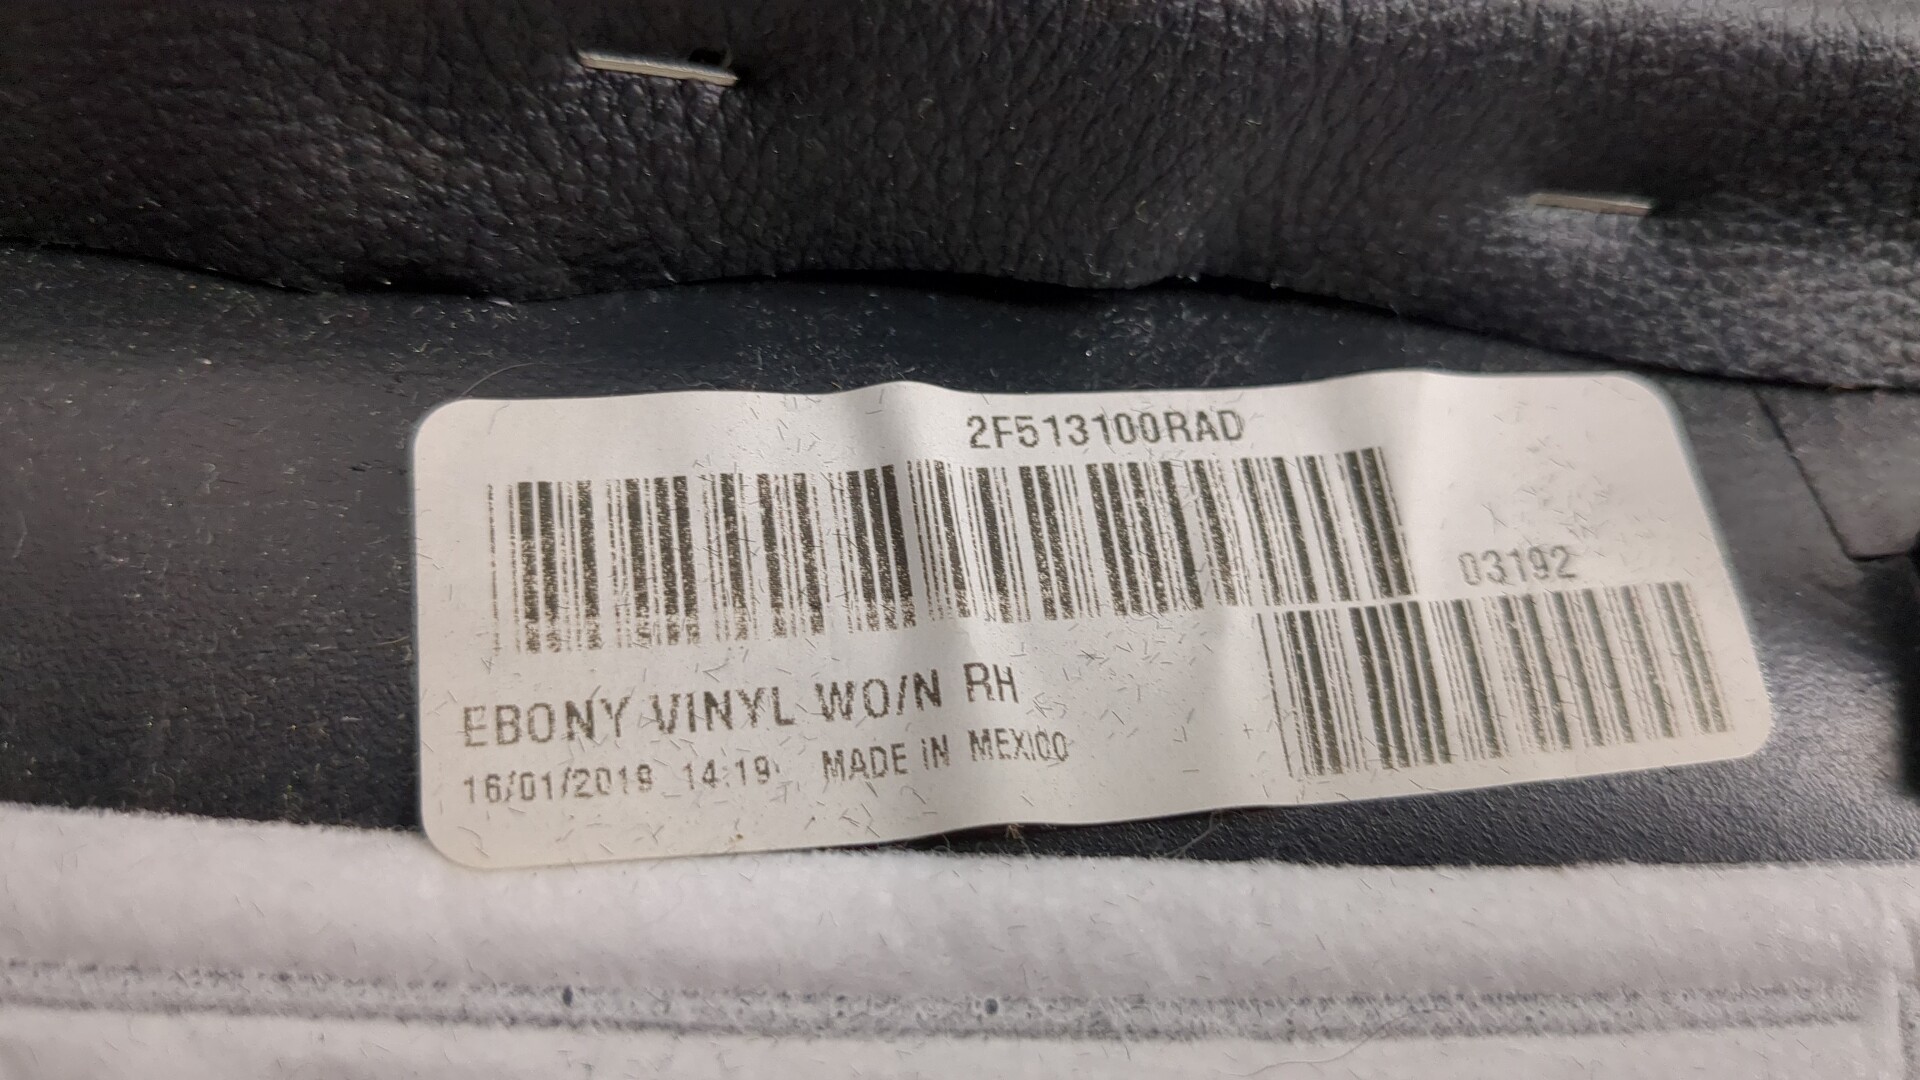 2F513100RAD
03192
EBONY VINYL WO/N RH
16/01/2019 14:19 MADE IN MEXICO